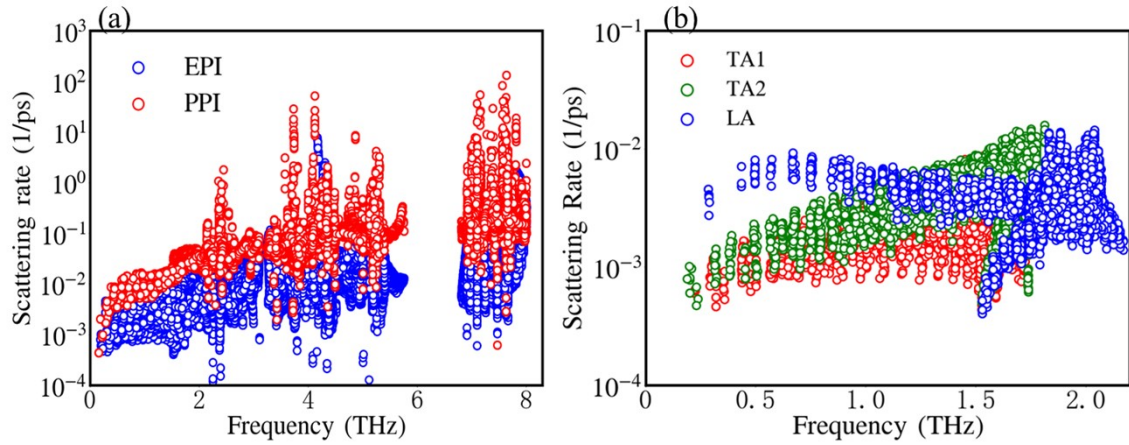 (a)
10³
10²
10¹
10⁰
10⁻¹
10⁻²
10⁻³
10⁻⁴
Scattering rate (1/ps)
EPI
PPI
0 2 4 6 8
Frequency (THz)
(b)
10⁻¹
10⁻²
10⁻³
10⁻⁴
Scattering Rate (1/ps)
TA1
TA2
LA
0 0.5 1.0 1.5 2.0
Frequency (THz)